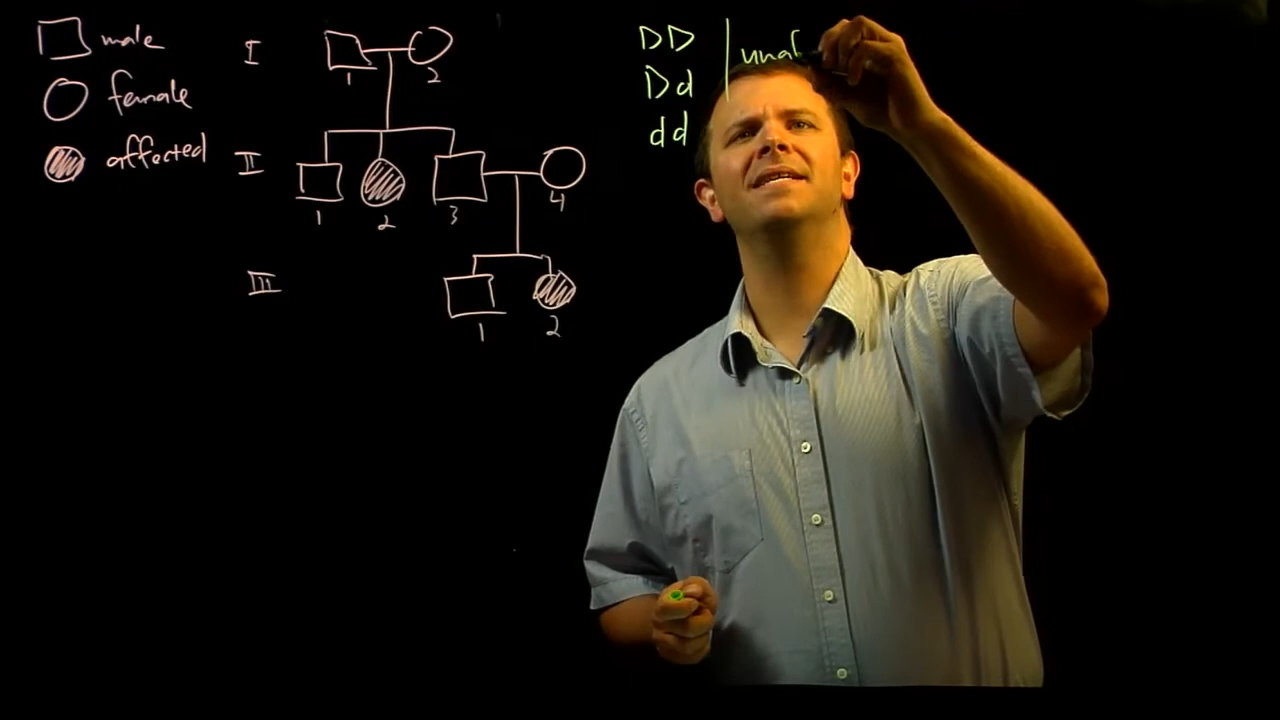 male
female
affected
I
1 2
II
1 2 3 4
III
1 2
DD
Dd
dd
unaf